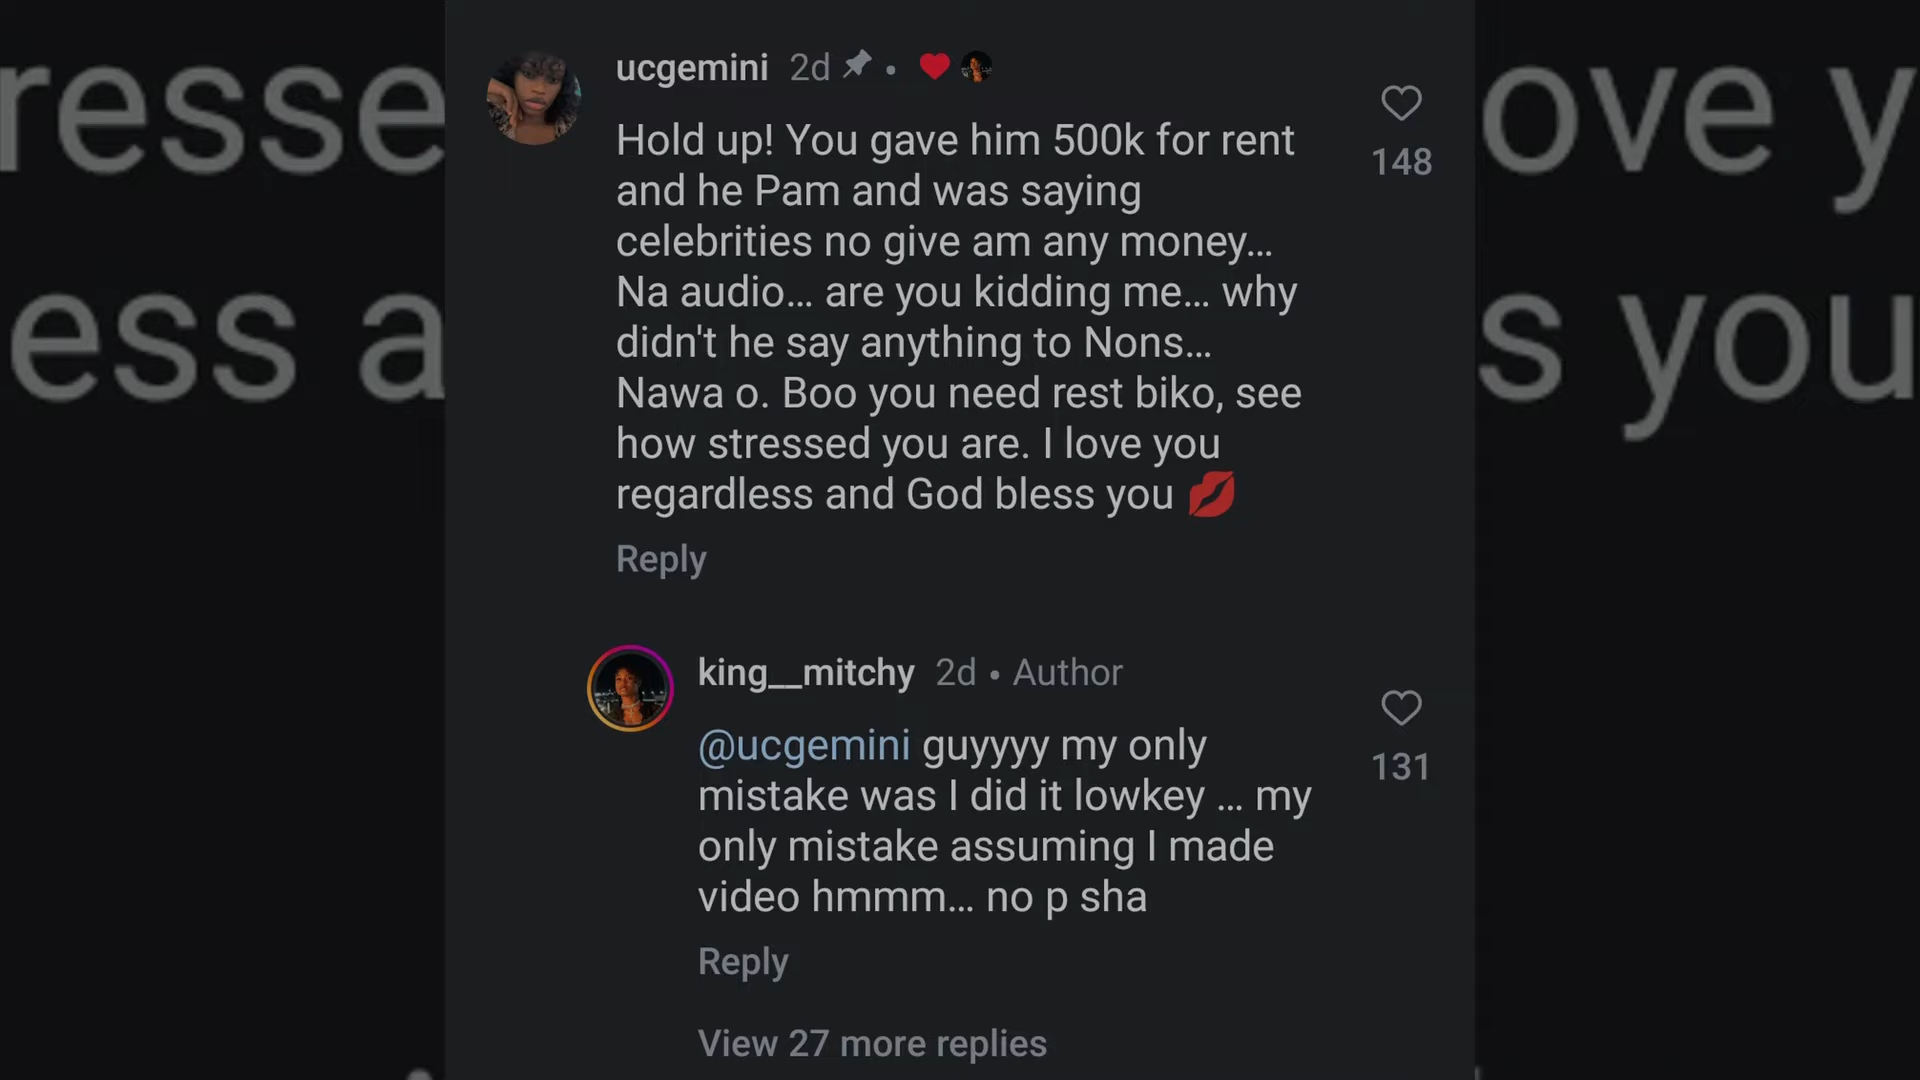 resse
ove y
ess a
s you
ucgemini 2d
Hold up! You gave him 500k for rent
and he Pam and was saying
celebrities no give am any money...
Na audio... are you kidding me... why
didn't he say anything to Nons...
Nawa o. Boo you need rest biko, see
how stressed you are. I love you
regardless and God bless you 💋
148
Reply
king__mitchy 2d • Author
@ucgemini guyyyy my only
mistake was I did it lowkey ... my
only mistake assuming I made
video hmmm... no p sha
131
Reply
View 27 more replies